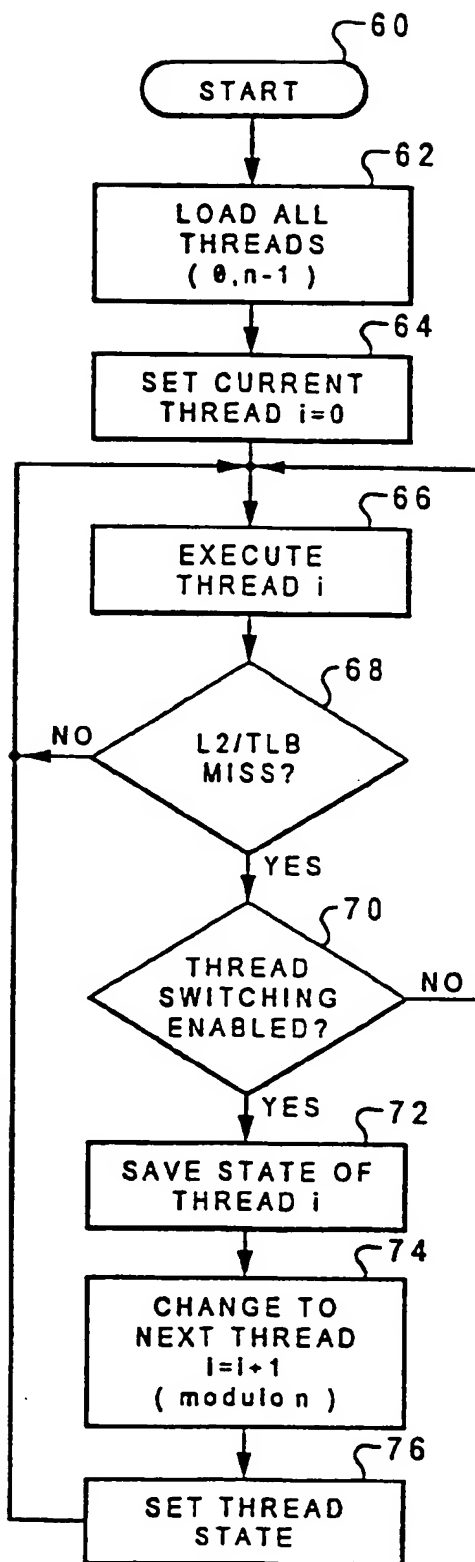 60
START
62
LOAD ALL
THREADS
( 0,n-1 )
64
SET CURRENT
THREAD i=0
66
EXECUTE
THREAD i
68
NO
L2/TLB
MISS?
YES
70
THREAD
SWITCHING
ENABLED?
NO
YES
72
SAVE STATE OF
THREAD i
74
CHANGE TO
NEXT THREAD
i=i+1
( modulo n )
76
SET THREAD
STATE